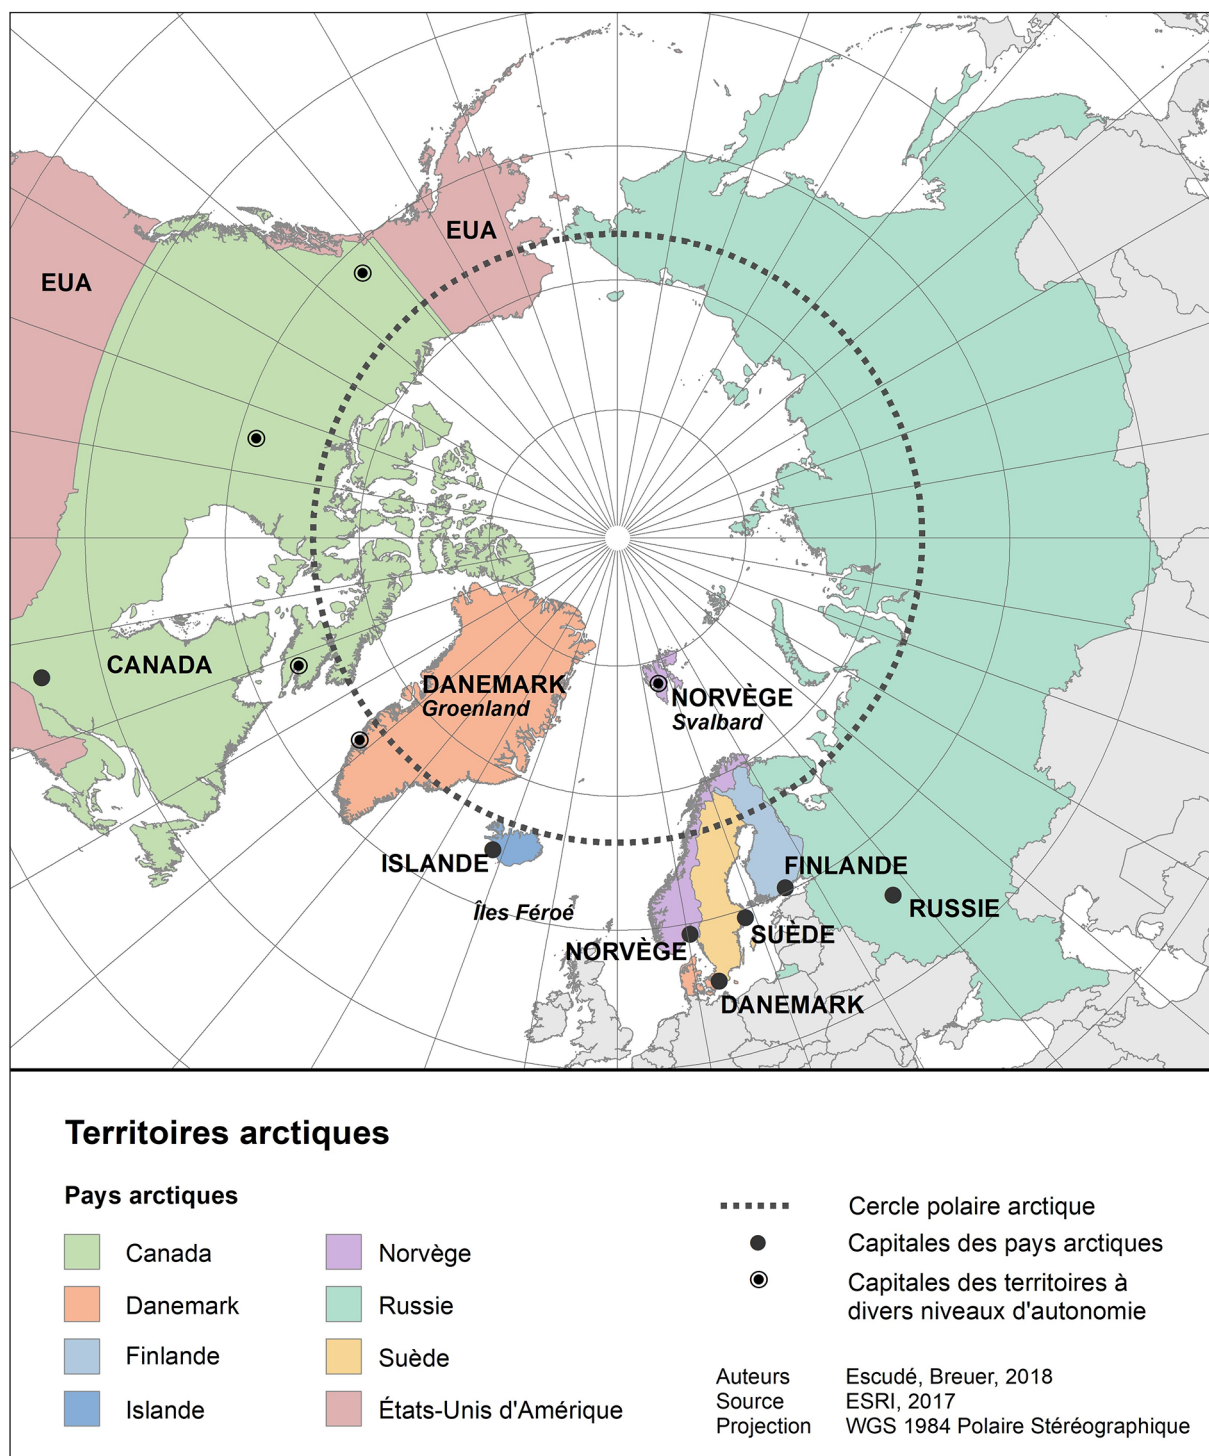 EUA
EUA
CANADA
DANEMARK
Groenland
NORVÈGE
Svalbard
ISLANDE
FINLANDE
Îles Féroé
RUSSIE
SUÈDE
NORVÈGE
DANEMARK
Territoires arctiques
Pays arctiques
Canada
Danemark
Finlande
Islande
Norvège
Russie
Suède
États-Unis d'Amérique
Cercle polaire arctique
Capitales des pays arctiques
Capitales des territoires à
divers niveaux d'autonomie
Auteurs Escudé, Breuer, 2018
Source ESRI, 2017
Projection WGS 1984 Polaire Stéréographique